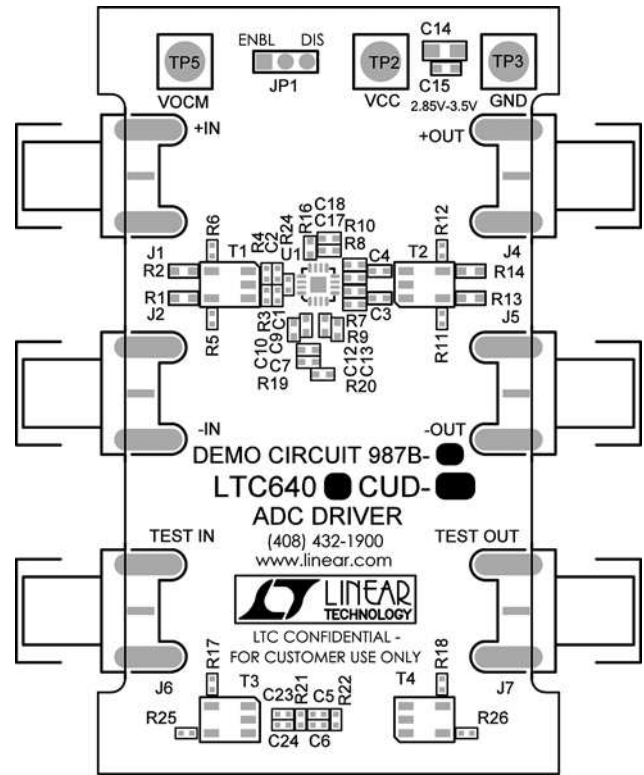 C14
ENBL DIS
TP5 TP2 TP3
JP1
C15
VOCM VCC 2.85V-3.5V GND
+IN +OUT
R6 R16 C18 R12
C17 R10
R4 C2 R24 R8
J1 T1 U1 C4 T2 J4
R2 R14
R1 R13
J2 R3 C1 C3 J5
R5 R7 R11
R9
C10 C9 C7 C12 C13
R19 R20
-IN -OUT
DEMO CIRCUIT 987B-
LTC640 CUD-
ADC DRIVER
TEST IN (408) 432-1900 TEST OUT
www.linear.com
LINEAR
TECHNOLOGY
LTC CONFIDENTIAL -
FOR CUSTOMER USE ONLY
R17 R18
J6 T3 R21 R22 T4 J7
C23 C5
R25 C24 C6 R26